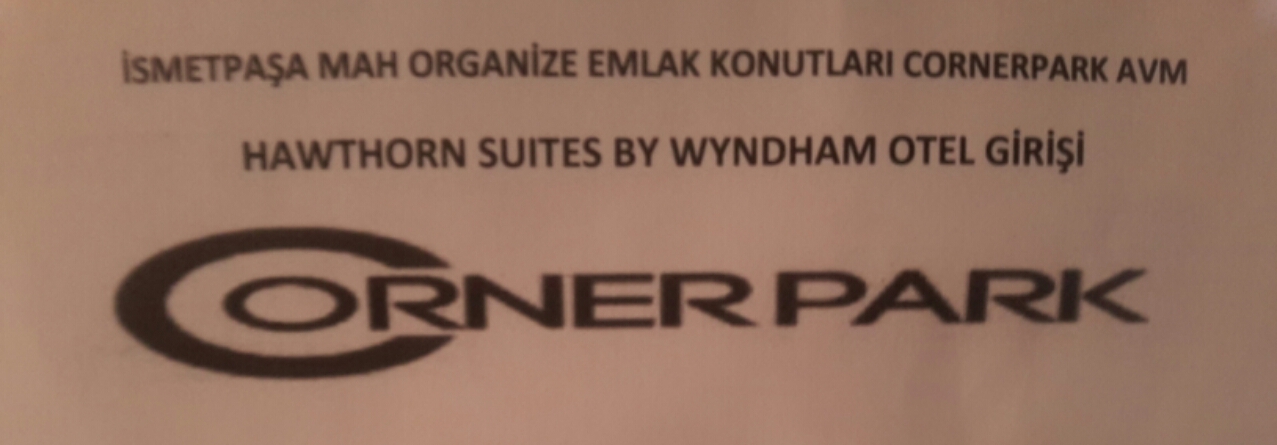 İSMETPAŞA MAH ORGANİZE EMLAK KONUTLARI CORNERPARK AVM
HAWTHORN SUITES BY WYNDHAM OTEL GİRİŞİ
CORNERPARK